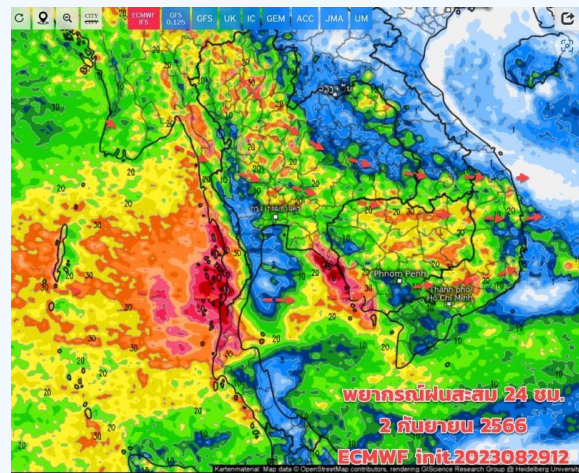 CITY
CITY
ECMWF
IFS
GFS
0.125
GFS
UK
IC
GEM
ACC
JMA
UM
Phnom Penh
Thành phố
Hồ Chí Minh
พยากรณ์ฝนสะสม 24 ชม.
2 กันยายน 2566
ECMWF init.2023082912
Kartenmaterial: Map data © OpenStreetMap contributors, rendering GIScience Research Group @ Heidelberg University